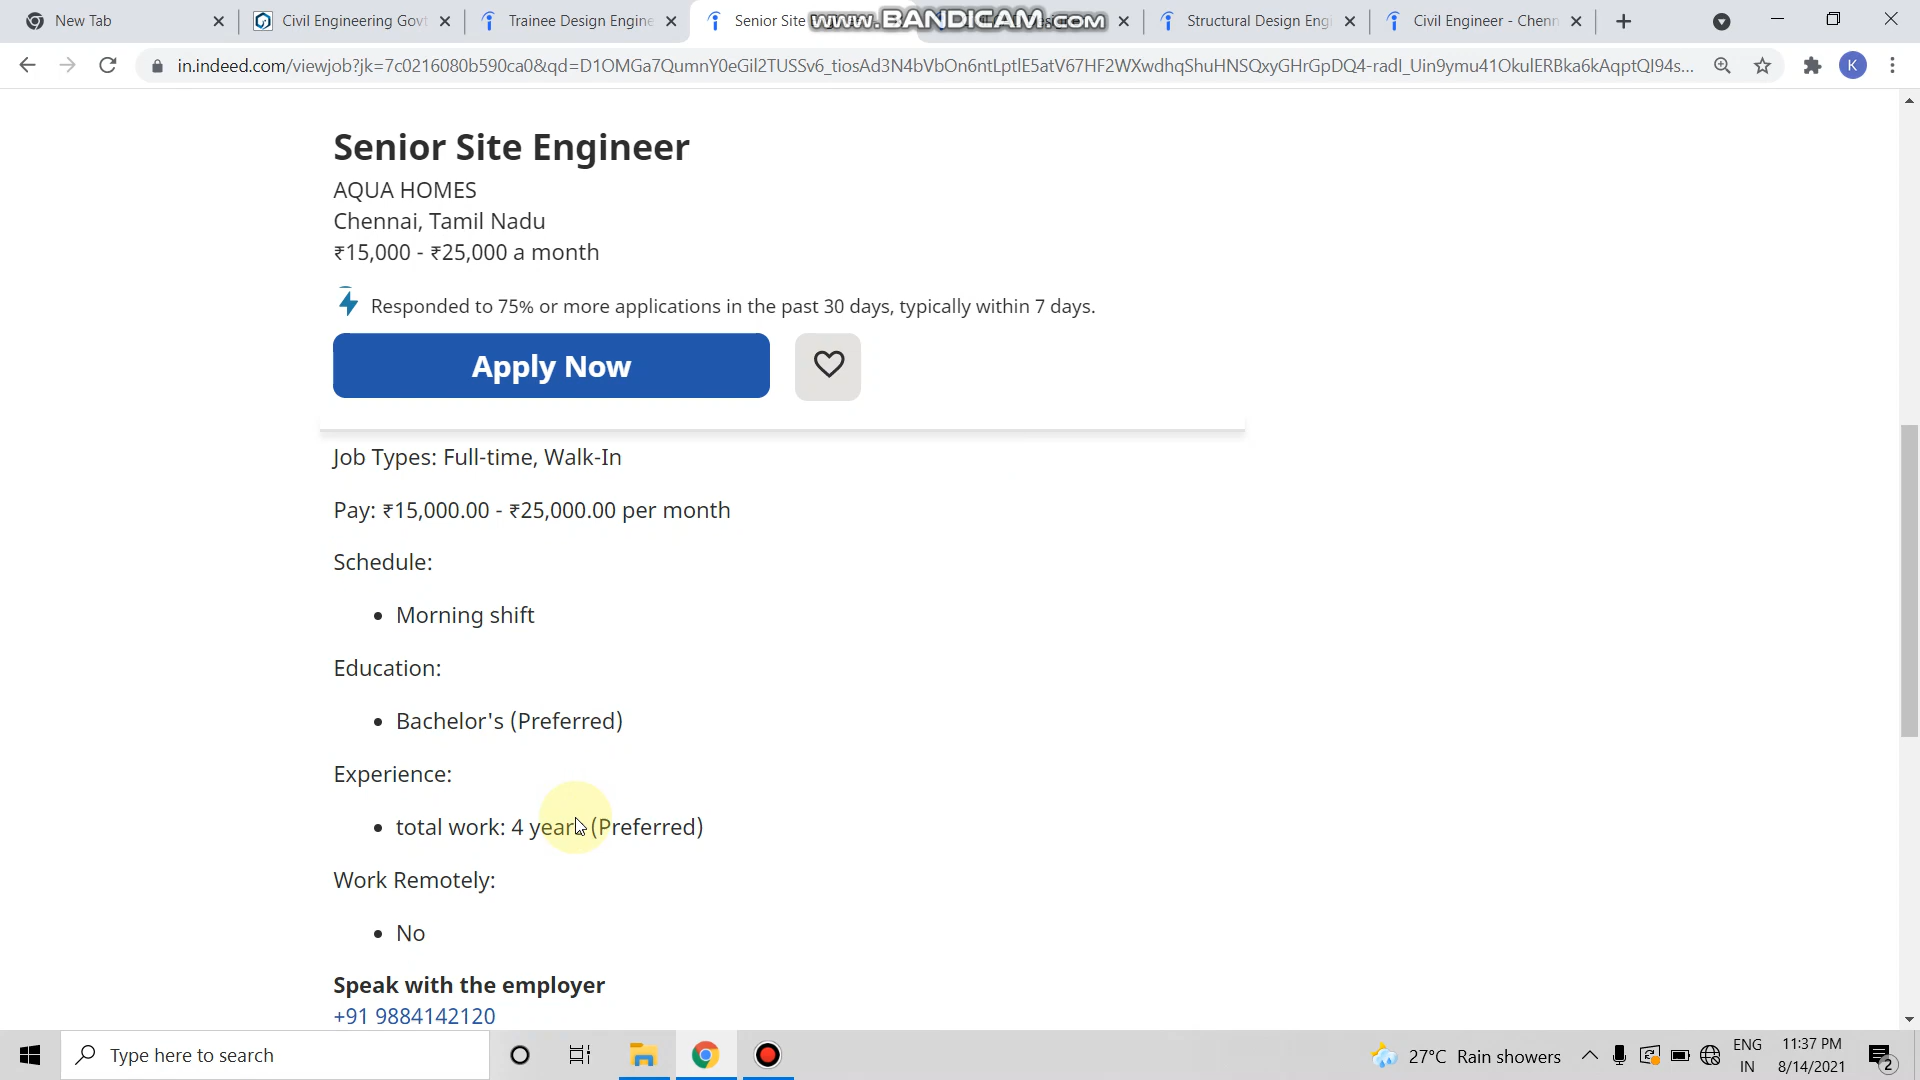 New Tab
Civil Engineering Govt
Trainee Design Engine
Senior Site
www.BANDICAM.com
Structural Design Engi
Civil Engineer - Chenn
in.indeed.com/viewjob?jk=7c0216080b590ca0&qd=D1OMGa7QumnY0eGil2TUSSv6_tiosAd3N4bVbOn6ntLptlE5atV67HF2WXwdhqShuHNSQxyGHrGpDQ4-radI_Uin9ymu41OkulERBka6kAqptQI94s...
K
Senior Site Engineer
AQUA HOMES
Chennai, Tamil Nadu
₹15,000 - ₹25,000 a month
Responded to 75% or more applications in the past 30 days, typically within 7 days.
Apply Now
Job Types: Full-time, Walk-In
Pay: ₹15,000.00 - ₹25,000.00 per month
Schedule:
• Morning shift
Education:
• Bachelor's (Preferred)
Experience:
• total work: 4 years (Preferred)
Work Remotely:
• No
Speak with the employer
+91 9884142120
Type here to search
27°C Rain showers
ENG
IN
11:37 PM
8/14/2021
2